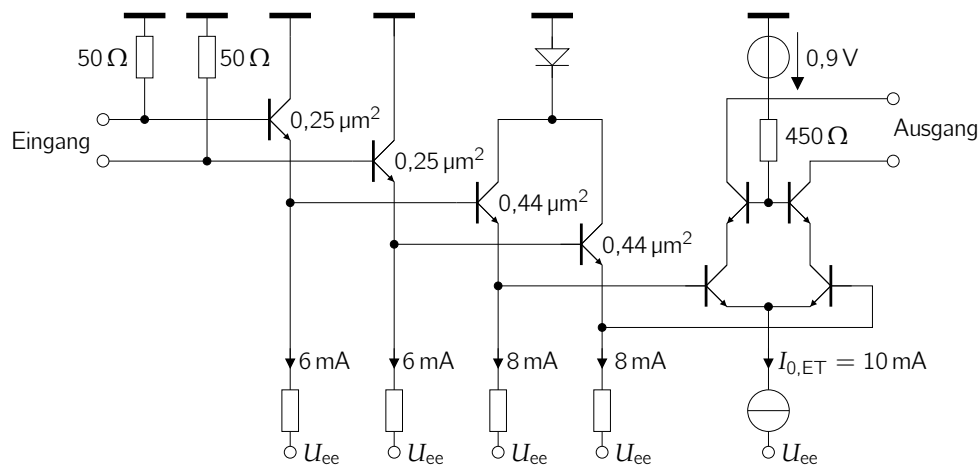 50 Ω
50 Ω
0,9 V
0,25 µm²
Eingang
Ausgang
450 Ω
0,25 µm²
0,44 µm²
0,44 µm²
6 mA
6 mA
8 mA
8 mA
I₀,ET = 10 mA
Uee
Uee
Uee
Uee
Uee